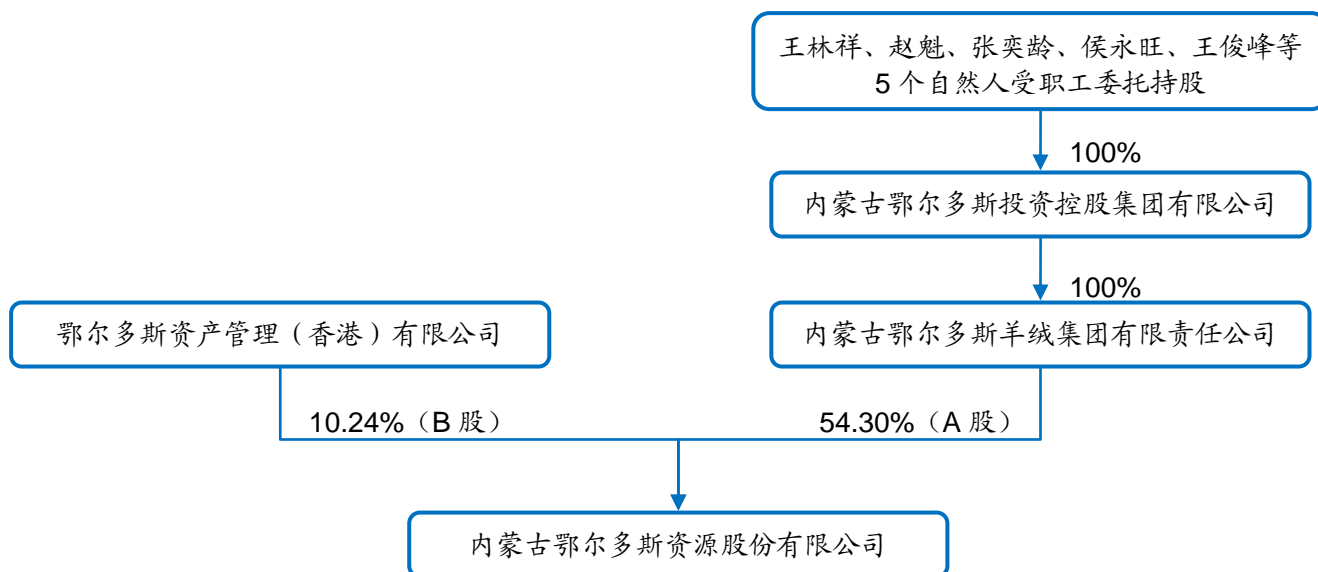 王林祥、赵魁、张奕龄、侯永旺、王俊峰等
5 个自然人受职工委托持股
100%
内蒙古鄂尔多斯投资控股集团有限公司
100%
鄂尔多斯资产管理（香港）有限公司
内蒙古鄂尔多斯羊绒集团有限责任公司
10.24%（B 股）
54.30%（A 股）
内蒙古鄂尔多斯资源股份有限公司